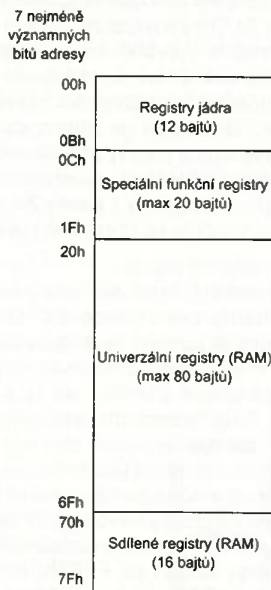 7 nejméně
významných
bitů adresy
00h
Registry jádra
(12 bajtů)
0Bh
0Ch
Speciální funkční registry
(max 20 bajtů)
1Fh
20h
Univerzální registry (RAM)
(max 80 bajtů)
6Fh
70h
Sdílené registry (RAM)
(16 bajtů)
7Fh